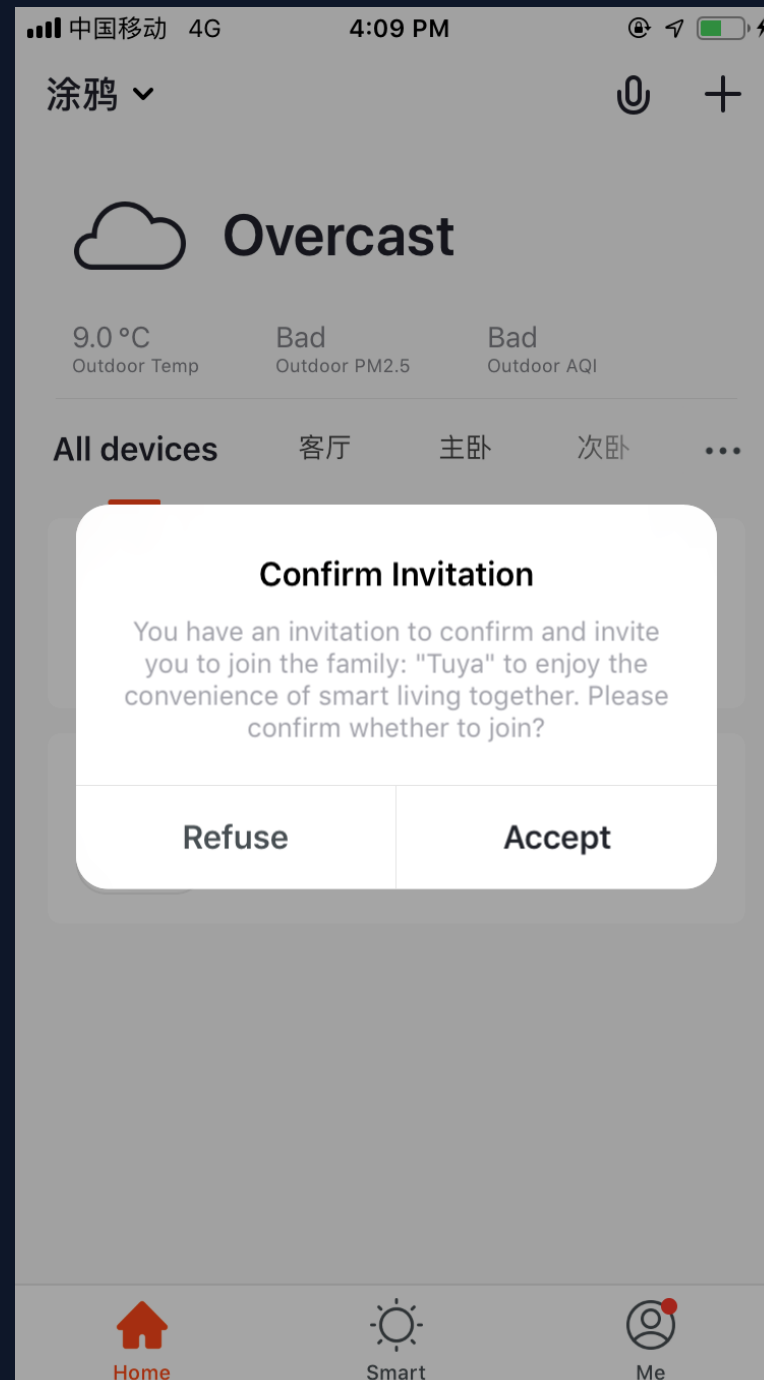 中国移动 4G 4:09 PM
涂鸦
Overcast
9.0 °C Bad Bad
Outdoor Temp Outdoor PM2.5 Outdoor AQI
All devices 客厅 主卧 次卧
Confirm Invitation
You have an invitation to confirm and invite
you to join the family: "Tuya" to enjoy the
convenience of smart living together. Please
confirm whether to join?
Refuse Accept
Home Smart Me